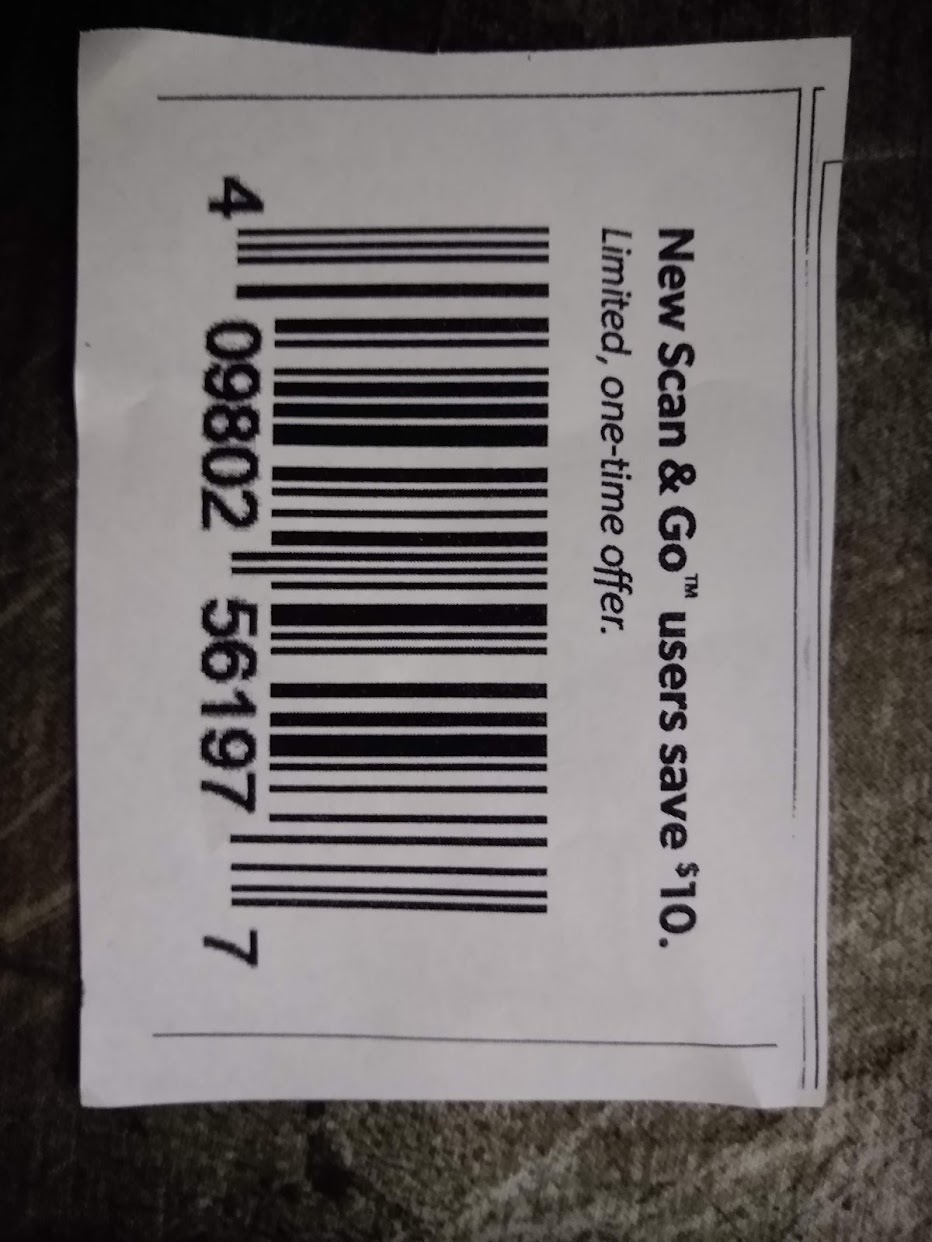 New Scan & Go™ users save $10.
Limited, one-time offer.
4 09802 56197 7